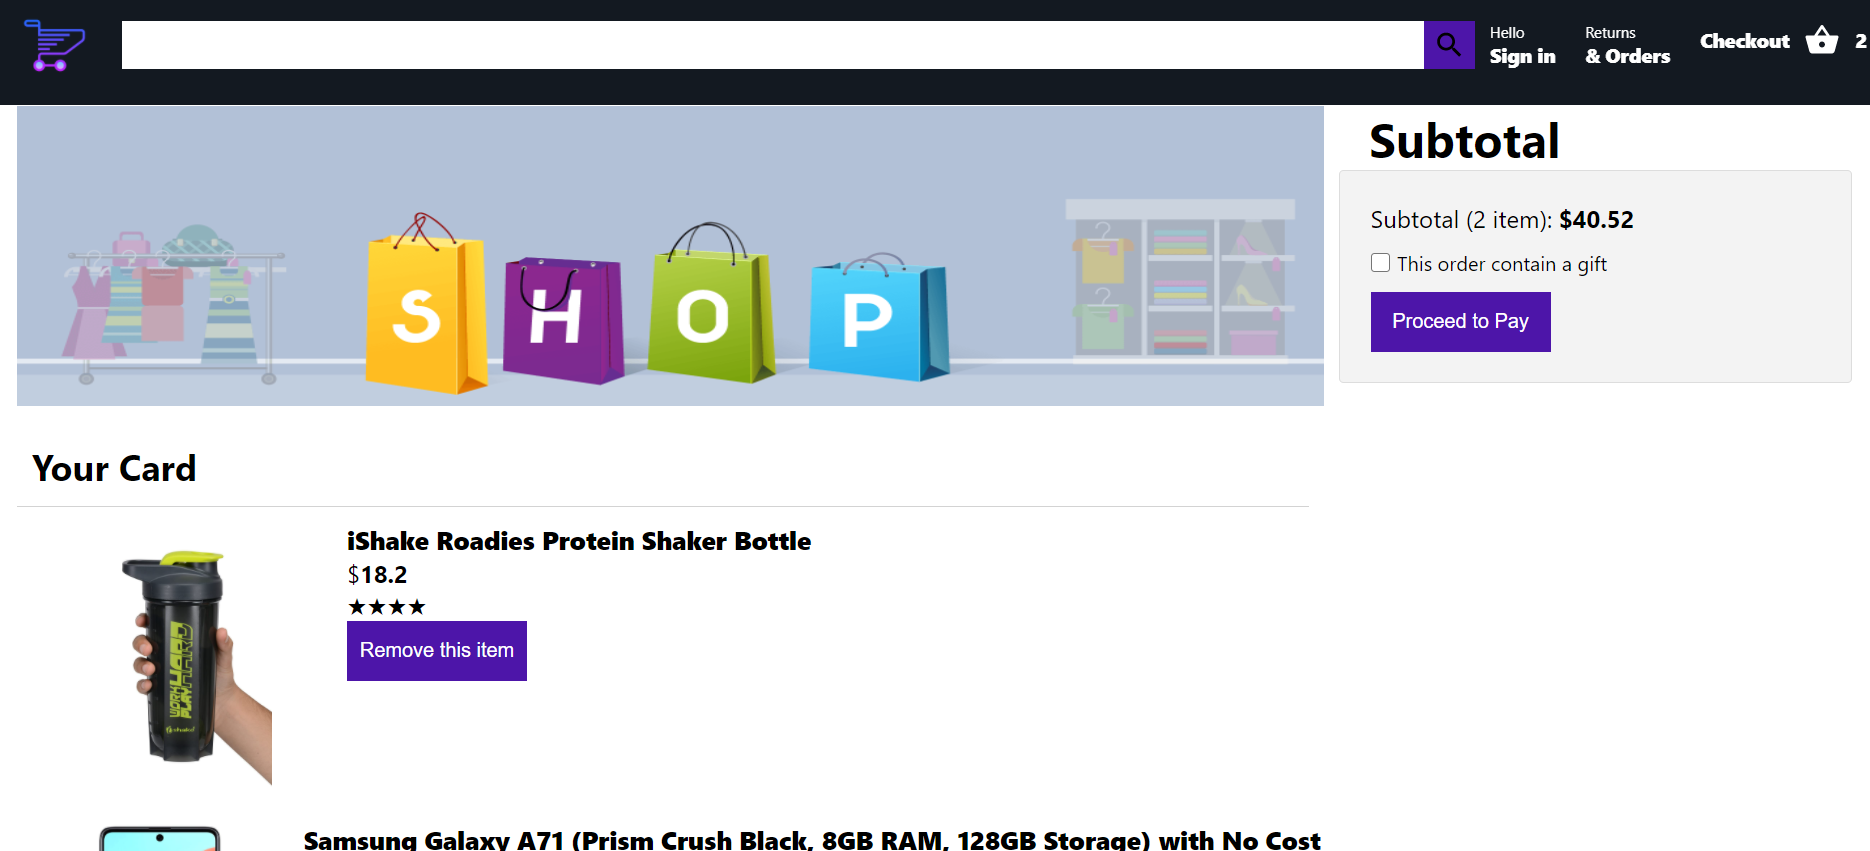 Hello
Sign in
Returns
& Orders
Checkout
2
SHOP
Subtotal
Subtotal (2 item): $40.52
This order contain a gift
Proceed to Pay
Your Card
iShake Roadies Protein Shaker Bottle
$18.2
★★★★
Remove this item
WORK HARD
PLAY HARD
iShake
Samsung Galaxy A71 (Prism Crush Black, 8GB RAM, 128GB Storage) with No Cost